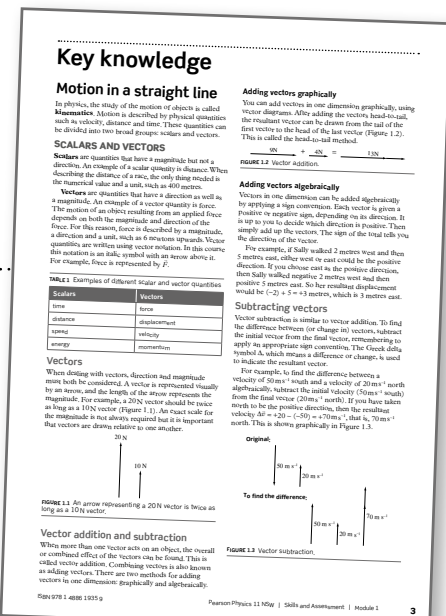 Key knowledge
Motion in a straight line
In physics, the study of the motion of objects is called
kinematics. Motion is described by physical quantities
such as velocity, distance and time. These quantities can
be divided into two broad groups: scalars and vectors.
SCALARS AND VECTORS
Scalars are quantities that have a magnitude but not a
direction. An example of a scalar quantity is distance. When
describing the distance of a race, the only thing needed is
the numerical value and a unit, such as 400 metres.
Vectors are quantities that have a direction as well as
a magnitude. An example of a vector quantity is force.
The motion of an object resulting from an applied force
depends on both the magnitude and direction of the
force. For this reason, force is described by a magnitude,
a direction and a unit, such as 6 newtons upwards. Vector
quantities are written using vector notation. In this course
this notation is an italic symbol with an arrow above it.
For example, force is represented by F⃗.
TABLE 1 Examples of different scalar and vector quantities
Scalars Vectors
time force
distance displacement
speed velocity
energy momentum
Vectors
When dealing with vectors, direction and magnitude
must both be considered. A vector is represented visually
by an arrow, and the length of the arrow represents the
magnitude. For example, a 20 N vector should be twice
as long as a 10 N vector (Figure 1.1). An exact scale for
the magnitude is not always required but it is important
that vectors are drawn relative to one another.
20 N
10 N
FIGURE 1.1 An arrow representing a 20 N vector is twice as
long as a 10 N vector.
Vector addition and subtraction
When more than one vector acts on an object, the overall
or combined effect of the vectors can be found. This is
called vector addition. Combining vectors is also known
as adding vectors. There are two methods for adding
vectors in one dimension: graphically and algebraically.
Adding vectors graphically
You can add vectors in one dimension graphically, using
vector diagrams. After adding the vectors head-to-tail,
the resultant vector can be drawn from the tail of the
first vector to the head of the last vector (Figure 1.2).
This is called the head-to-tail method.
9N + 4N = 13N
FIGURE 1.2 Vector addition.
Adding vectors algebraically
Vectors in one dimension can be added algebraically
by applying a sign convention. Each vector is given a
positive or negative sign, depending on its direction. It
is up to you to decide which direction is positive. Then
simply add up the vectors. The sign of the total tells you
the direction of the vector.
For example, if Sally walked 2 metres west and then
5 metres east, either west or east could be the positive
direction. If you choose east as the positive direction,
then Sally walked negative 2 metres west and then
positive 5 metres east. So her resultant displacement
would be (−2) + 5 = +3 metres, which is 3 metres east.
Subtracting vectors
Vector subtraction is similar to vector addition. To find
the difference between (or change in) vectors, subtract
the initial vector from the final vector, remembering to
apply an appropriate sign convention. The Greek delta
symbol Δ, which means a difference or change, is used
to indicate the resultant vector.
For example, to find the difference between a
velocity of 50 m s⁻¹ south and a velocity of 20 m s⁻¹ north
algebraically, subtract the initial velocity (50 m s⁻¹ south)
from the final vector (20 m s⁻¹ north). If you have taken
north to be the positive direction, then the resultant
velocity Δv⃗ = +20 − (−50) = +70 m s⁻¹, that is, 70 m s⁻¹
north. This is shown graphically in Figure 1.3.
Original:
50 m s⁻¹
20 m s⁻¹
To find the difference:
50 m s⁻¹
20 m s⁻¹
70 m s⁻¹
FIGURE 1.3 Vector subtraction.
ISBN 978 1 4886 1935 9
Pearson Physics 11 NSW | Skills and Assessment | Module 1
3